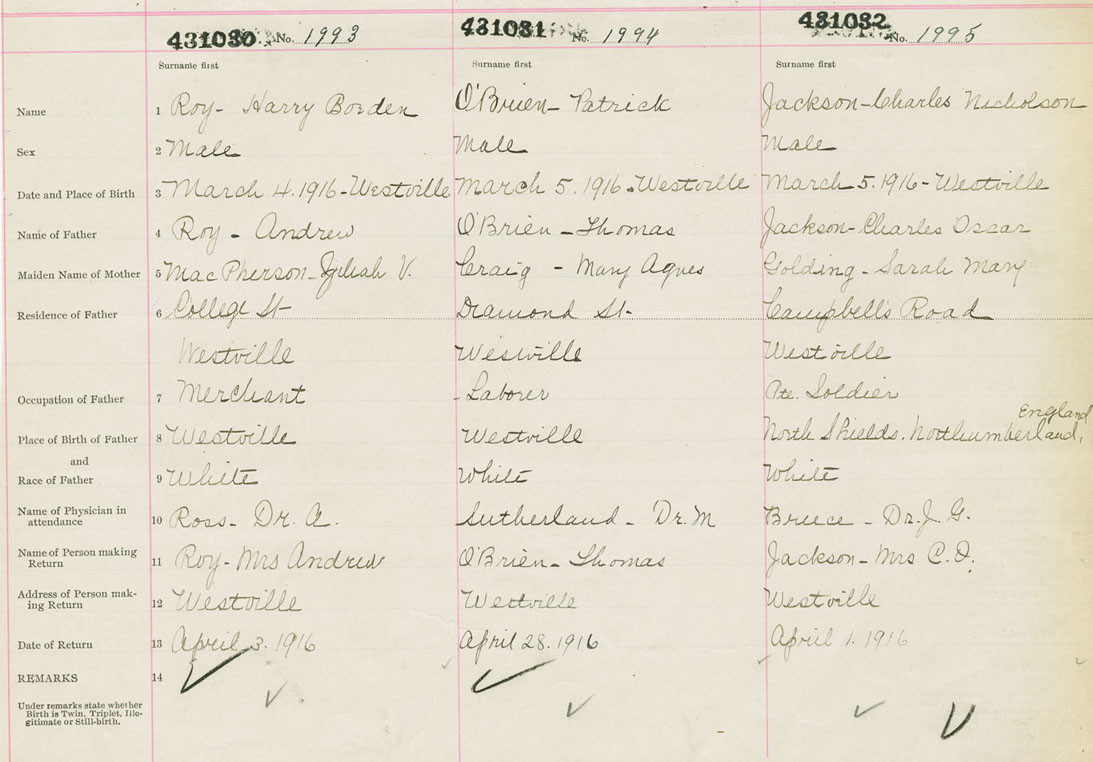 431030 No. 1993 431031 No. 1994 431032 No. 1995
Surname first Surname first Surname first
Name 1 Roy- Harry Borden O'Brien- Patrick Jackson-Charles Nicholson
Sex 2 Male Male Male
Date and Place of Birth 3 March 4. 1916-Westville March 5. 1916-Westville March 5. 1916-Westville
Name of Father 4 Roy - Andrew O'Brien - Thomas Jackson-Charles Oscar
Maiden Name of Mother 5 MacPherson- V. Craig - Mary Agnes Golding - Sarah Mary
Residence of Father 6 College St- Diamond St- Campbell's Road
Westville Westville Westville
Occupation of Father 7 Merchant - Laborer Pte. Soldier
England
Place of Birth of Father 8 Westville Westville North Shields. Northumberland,
and
Race of Father 9 White White White
Name of Physician in
attendance 10 Ross- Dr. A. Sutherland - Dr. M Bruce - Dr. J. G.
Name of Person making
Return 11 Roy- Mrs Andrew O'Brien- Thomas Jackson- Mrs C.O.
Address of Person mak-
ing Return 12 Westville Westville Westville
Date of Return 13 April 3. 1916 April 28. 1916 April 1. 1916
REMARKS 14
Under remarks state whether
Birth is Twin, Triplet, Ille-
gitimate or Still-birth.